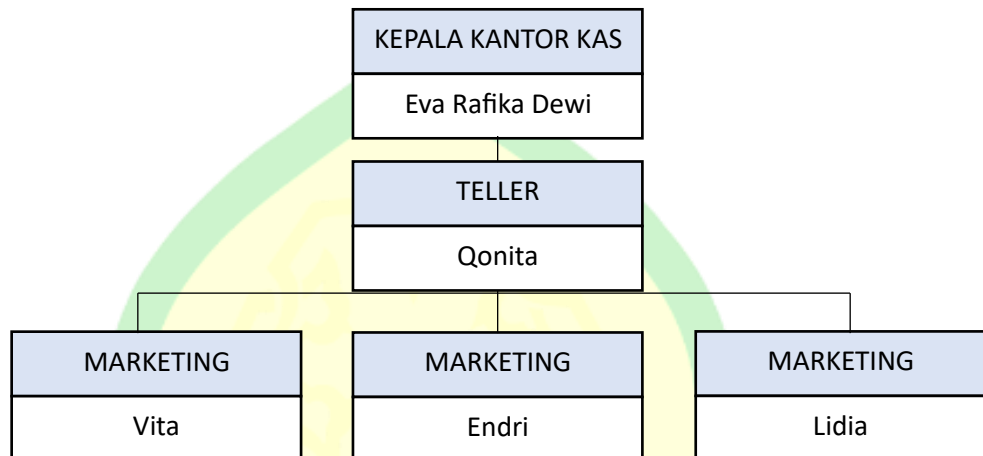 KEPALA KANTOR KAS
Eva Rafika Dewi
TELLER
Qonita
MARKETING
Vita
MARKETING
Endri
MARKETING
Lidia